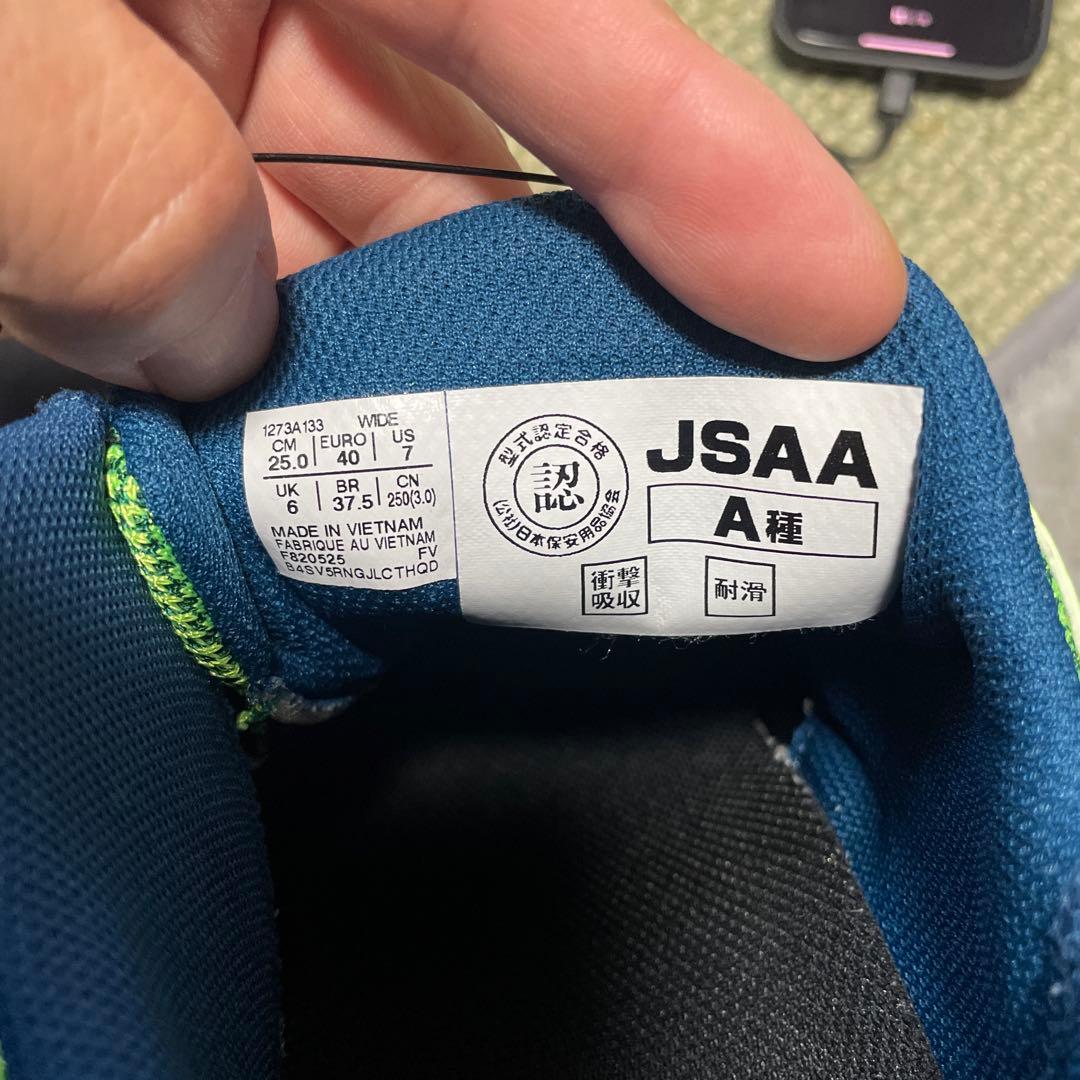 1273A133 WIDE
CM EURO US
25.0 40 7
UK BR CN
6 37.5 250(3.0)
MADE IN VIETNAM
FABRIQUE AU VIETNAM
F820525 FV
B4SV5RNGJLCTHQD
型式認定合格
認
(公社)日本保安用品協会
JSAA
A種
衝撃
吸収
耐滑